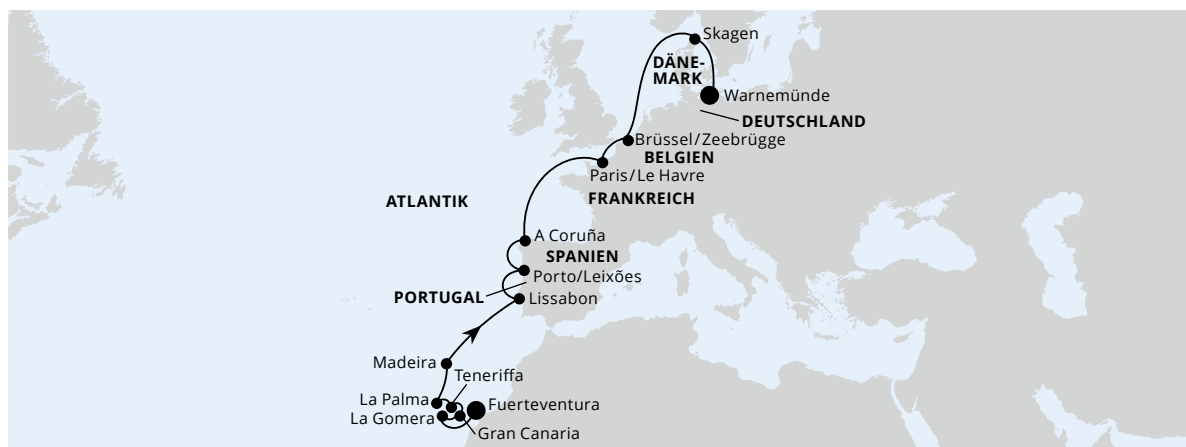 Skagen
DÄNE-
MARK
Warnemünde
DEUTSCHLAND
Brüssel/Zeebrügge
BELGIEN
Paris/Le Havre
FRANKREICH
ATLANTIK
A Coruña
SPANIEN
Porto/Leixões
PORTUGAL
Lissabon
Madeira
Teneriffa
La Palma
Fuerteventura
La Gomera
Gran Canaria